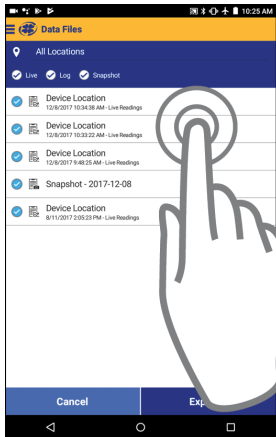 10:25 AM
Data Files
All Locations
Live Log Snapshot
Device Location
12/8/2017 10:34:38 AM - Live Readings
Device Location
12/8/2017 10:33:22 AM - Live Readings
Device Location
12/8/2017 9:48:25 AM - Live Readings
Snapshot - 2017-12-08
Device Location
8/11/2017 2:05:23 PM - Live Readings
Cancel
Exp